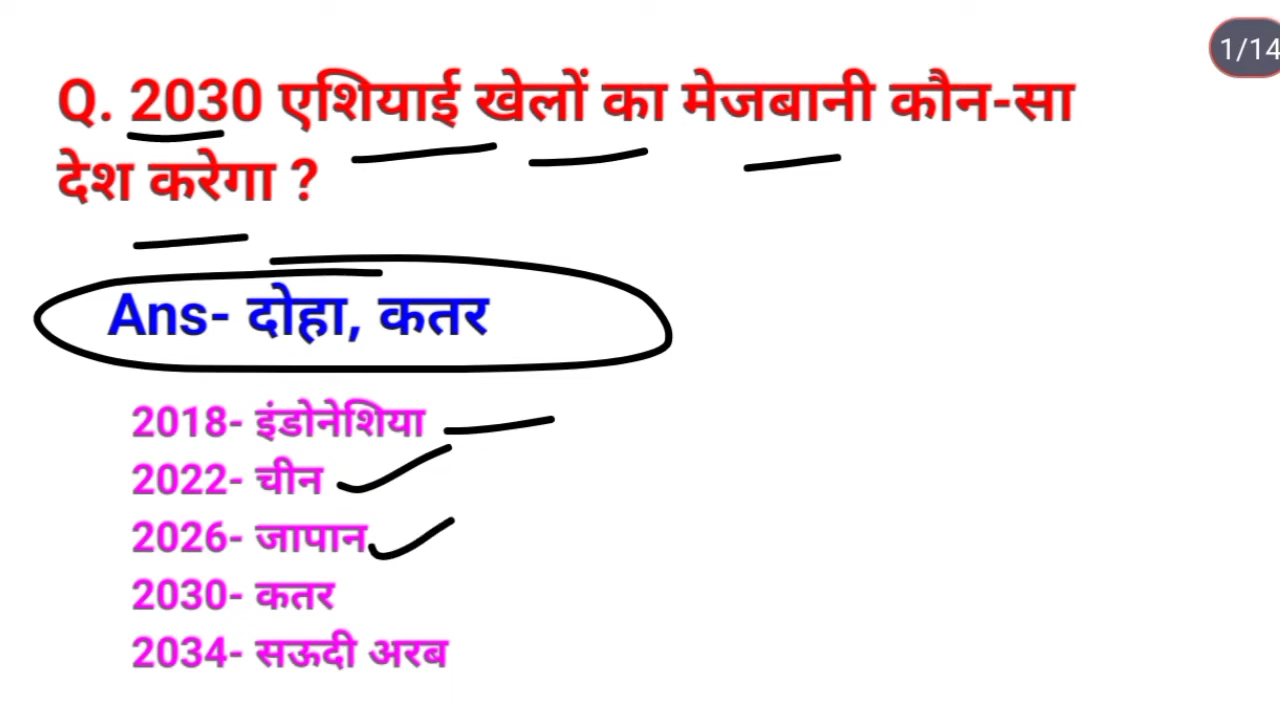 1/14
Q. 2030 एशियाई खेलों का मेजबानी कौन-सा
देश करेगा ?
Ans- दोहा, कतर
2018- इंडोनेशिया
2022- चीन
2026- जापान
2030- कतर
2034- सऊदी अरब